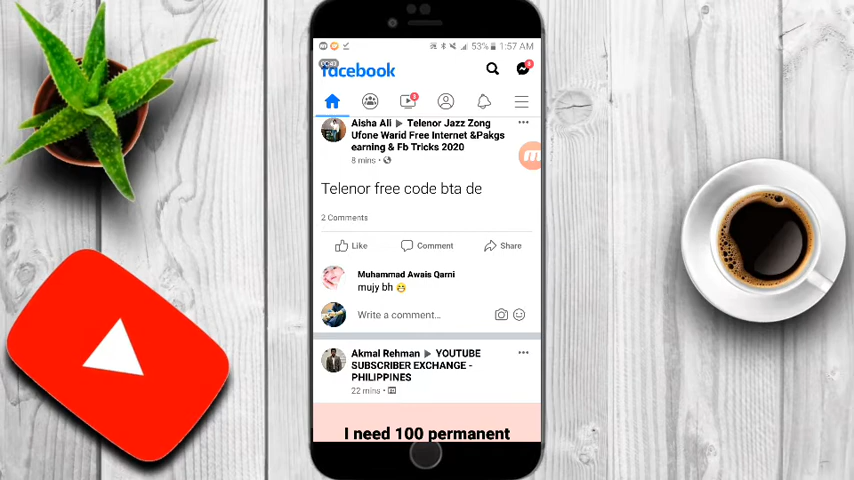 53% 1:57 AM
facebook
8
3
Aisha Ali ▶ Telenor Jazz Zong
Ufone Warid Free Internet &Pakgs
earning & Fb Tricks 2020
8 mins
Telenor free code bta de
2 Comments
Like
Comment
Share
Muhammad Awais Qarni
mujy bh 😁
Write a comment...
Akmal Rehman ▶ YOUTUBE
SUBSCRIBER EXCHANGE -
PHILIPPINES
22 mins
I need 100 permanent